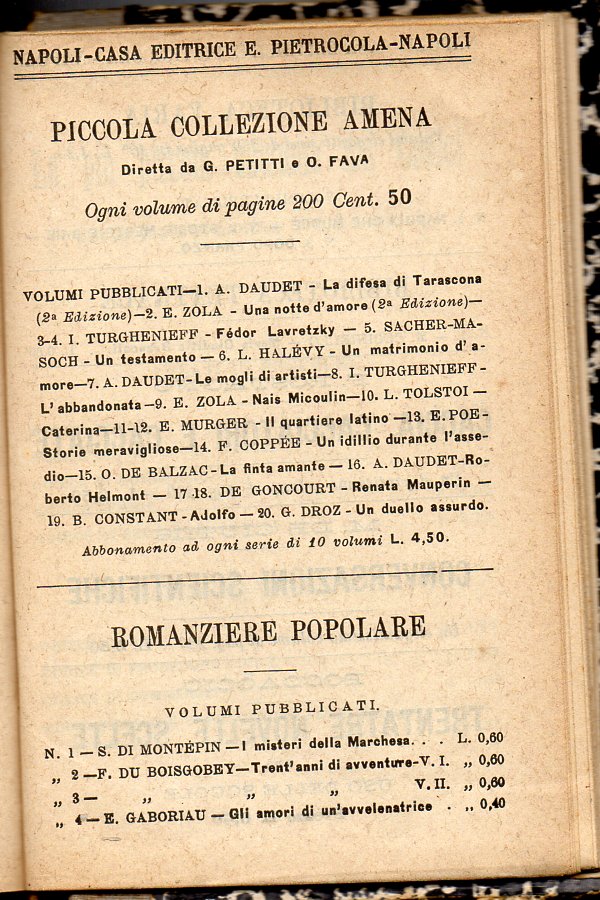 NAPOLI-CASA EDITRICE E. PIETROCOLA-NAPOLI
PICCOLA COLLEZIONE AMENA
Diretta da G. PETITTI e O. FAVA
Ogni volume di pagine 200 Cent. 50
VOLUMI PUBBLICATI—1. A. DAUDET - La difesa di Tarascona
(2ª Edizione)—2. E. ZOLA - Una notte d'amore (2ª Edizione)—
3-4. I. TURGHENIEFF - Fédor Lavretzky — 5. SACHER-MA-
SOCH - Un testamento — 6. L. HALÉVY - Un matrimonio d'a-
more—7. A. DAUDET-Le mogli di artisti—8. I. TURGHENIEFF-
L'abbandonata-9. E. ZOLA - Nais Micoulin—10. L. TOLSTOI —
Caterina—11-12. E. MURGER - Il quartiere latino—13. E. POE-
Storie meravigliose—14. F. COPPÉE - Un idillio durante l'asse-
dio—15. O. DE BALZAC-La finta amante — 16. A. DAUDET-Ro-
berto Helmont — 17 18. DE GONCOURT - Renata Mauperin —
19. B. CONSTANT - Adolfo — 20. G. DROZ - Un duello assurdo.
Abbonamento ad ogni serie di 10 volumi L. 4,50.
ROMANZIERE POPOLARE
VOLUMI PUBBLICATI.
N. 1 — S. DI MONTÉPIN — I misteri della Marchesa. . . L. 0,60
„ 2 — F. DU BOISGOBEY—Trent'anni di avventure-V. I. „ 0,60
„ 3 — „ „ „ V. II. „ 0,60
„ 4 — E. GABORIAU — Gli amori di un'avvelenatrice . „ 0,40